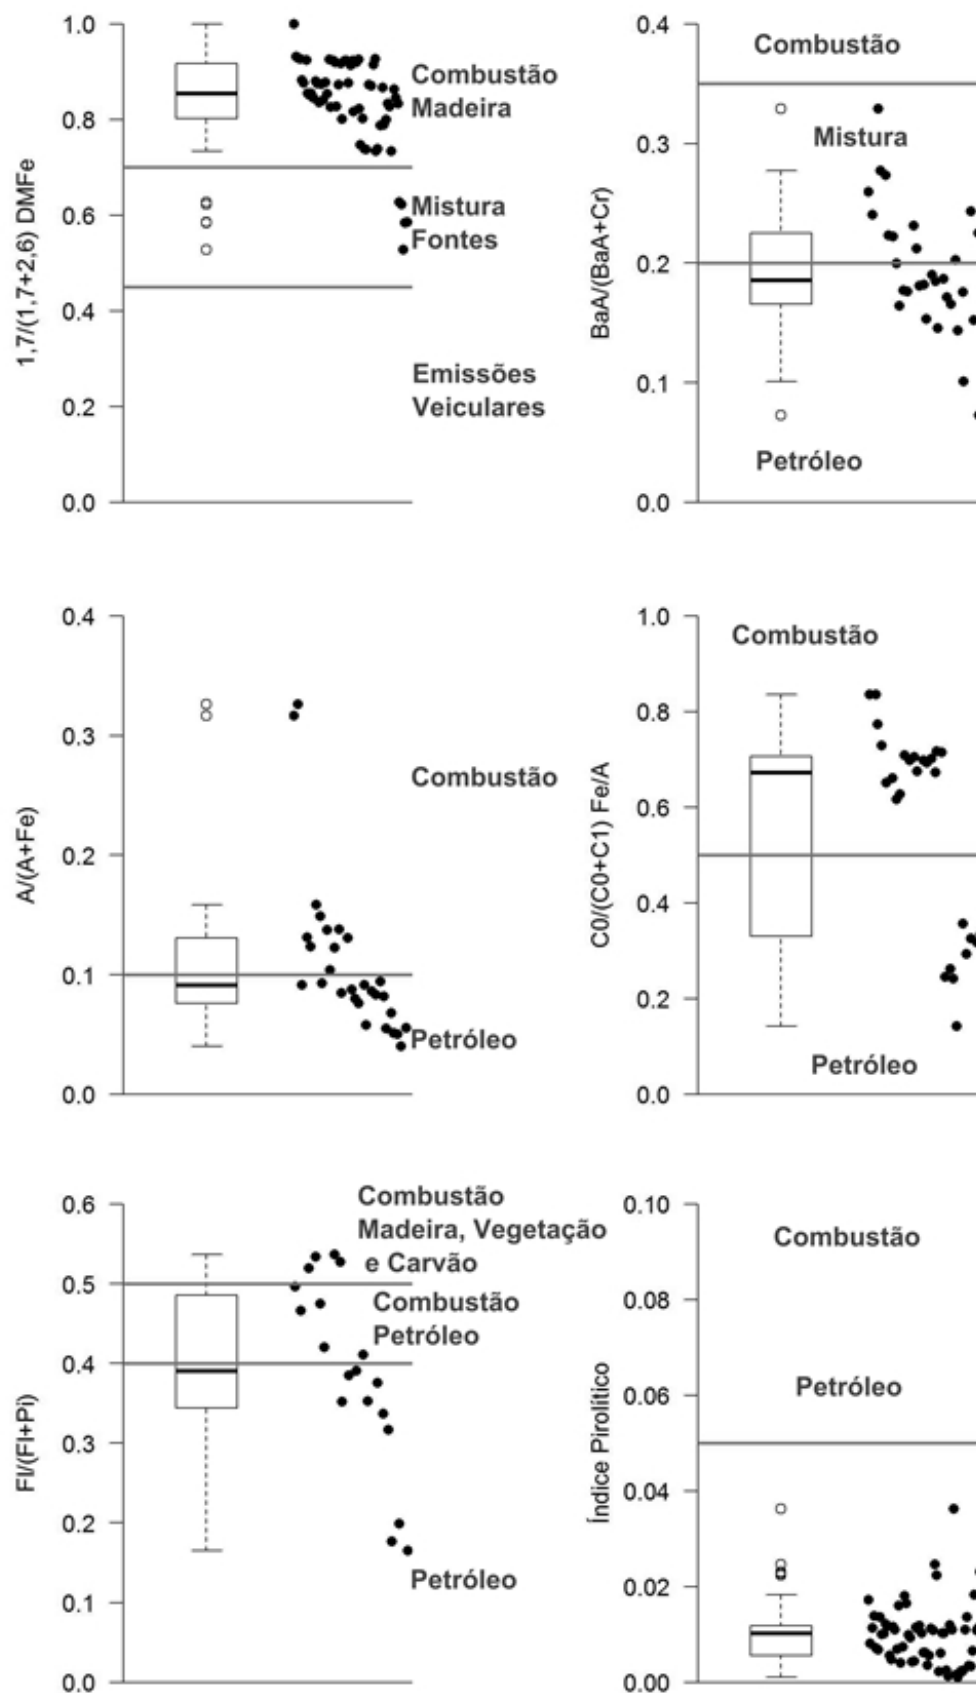 1.0
0.8
0.6
0.4
0.2
0.0
1,7/(1,7+2,6) DMFe
Combustão
Madeira
Mistura
Fontes
Emissões
Veiculares
0.4
0.3
0.2
0.1
0.0
BaA/(BaA+Cr)
Combustão
Mistura
Petróleo
0.4
0.3
0.2
0.1
0.0
A/(A+Fe)
Combustão
Petróleo
1.0
0.8
0.6
0.4
0.2
0.0
C0/(C0+C1) Fe/A
Combustão
Petróleo
0.6
0.5
0.4
0.3
0.2
0.1
0.0
Fl/(Fl+Pi)
Combustão
Madeira, Vegetação
e Carvão
Combustão
Petróleo
Petróleo
0.10
0.08
0.06
0.04
0.02
0.00
Índice Pirolítico
Combustão
Petróleo